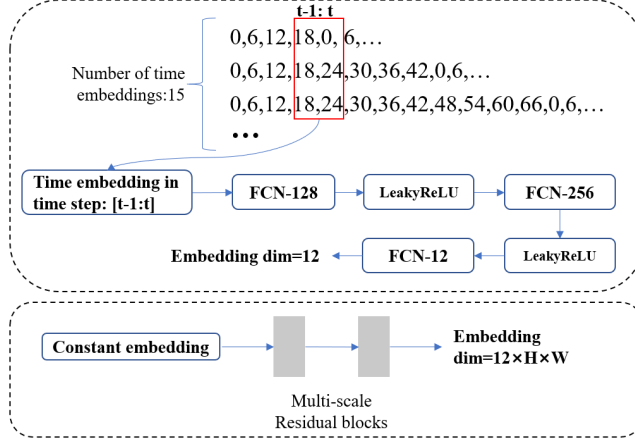 t-1: t
0,6,12,18,0, 6,…
Number of time
embeddings:15
0,6,12,18,24,30,36,42,0,6,…
0,6,12,18,24,30,36,42,48,54,60,66,0,6,…
•••
Time embedding in
time step: [t-1:t]
FCN-128
LeakyReLU
FCN-256
Embedding dim=12
FCN-12
LeakyReLU
Constant embedding
Embedding
dim=12×H×W
Multi-scale
Residual blocks